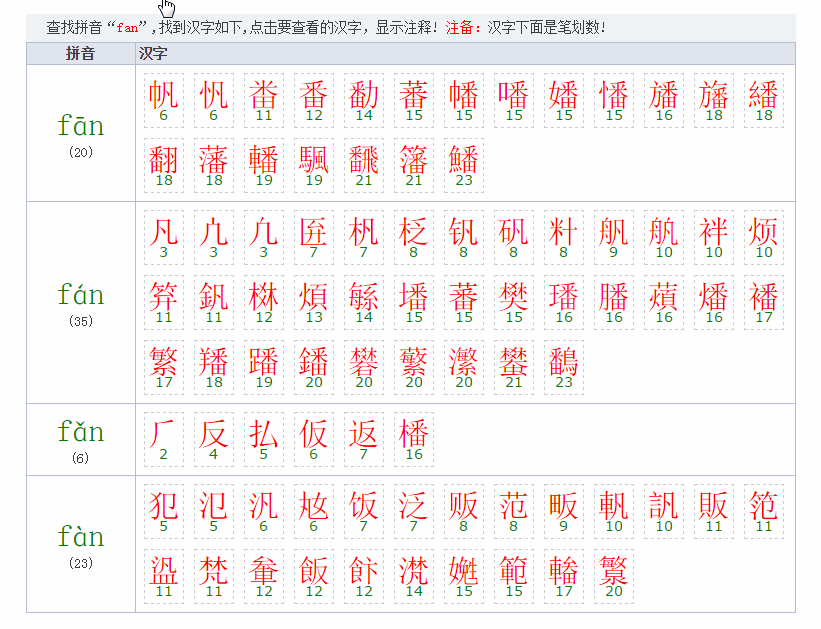 查找拼音“fan”,找到汉字如下,点击要查看的汉字，显示注释！注备：汉字下面是笔划数！
拼音 汉字
fān
(20)
帆 忛 畨 番 勫 蕃 幡 噃 嬏 憣 旙 旛 繙
6 6 11 12 14 15 15 15 15 15 16 18 18
翻 藩 轓 颿 飜 籓 鱕
18 18 19 19 21 21 23
fán
(35)
凡 凢 凣 匥 杋 柉 钒 矾 籵 舤 舧 袢 烦
3 3 3 7 7 8 8 8 8 9 10 10 10
笲 釩 棥 煩 緐 墦 蕃 樊 璠 膰 薠 燔 襎
11 11 12 13 14 15 15 15 16 16 16 16 17
繁 羳 蹯 鐇 礬 蘩 瀿 蠜 鷭
17 18 19 20 20 20 20 21 23
fǎn
(6)
反 払 仮 返 橎
2 4 5 6 7 16
fàn
(23)
犯 氾 汎 奿 饭 泛 贩 范 畈 軓 訉 販 笵
5 5 6 6 7 7 8 8 9 10 10 11 11
盕 梵 軬 飯 飰 滼 嬎 範 轓 瀪
11 11 12 12 12 14 15 15 17 20